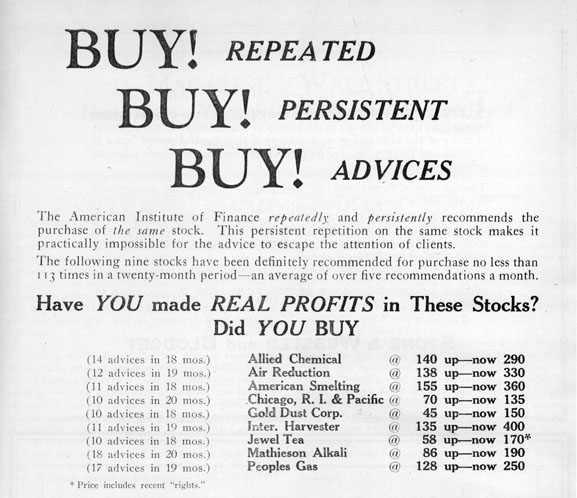 BUY! REPEATED
BUY! PERSISTENT
BUY! ADVICES
The American Institute of Finance repeatedly and persistently recommends the
purchase of the same stock. This persistent repetition on the same stock makes it
practically impossible for the advice to escape the attention of clients.
The following nine stocks have been definitely recommended for purchase no less than
113 times in a twenty-month period—an average of over five recommendations a month.
Have YOU made REAL PROFITS in These Stocks?
Did YOU BUY
(14 advices in 18 mos.) Allied Chemical @ 140 up—now 290
(12 advices in 19 mos.) Air Reduction @ 138 up—now 330
(11 advices in 18 mos.) American Smelting @ 155 up—now 360
(10 advices in 20 mos.) Chicago, R. I. & Pacific @ 70 up—now 135
(10 advices in 18 mos.) Gold Dust Corp. @ 45 up—now 150
(11 advices in 19 mos.) Inter. Harvester @ 135 up—now 400
(10 advices in 18 mos.) Jewel Tea @ 58 up—now 170*
(18 advices in 20 mos.) Mathieson Alkali @ 86 up—now 190
(17 advices in 19 mos.) Peoples Gas @ 128 up—now 250
* Price includes recent "rights."